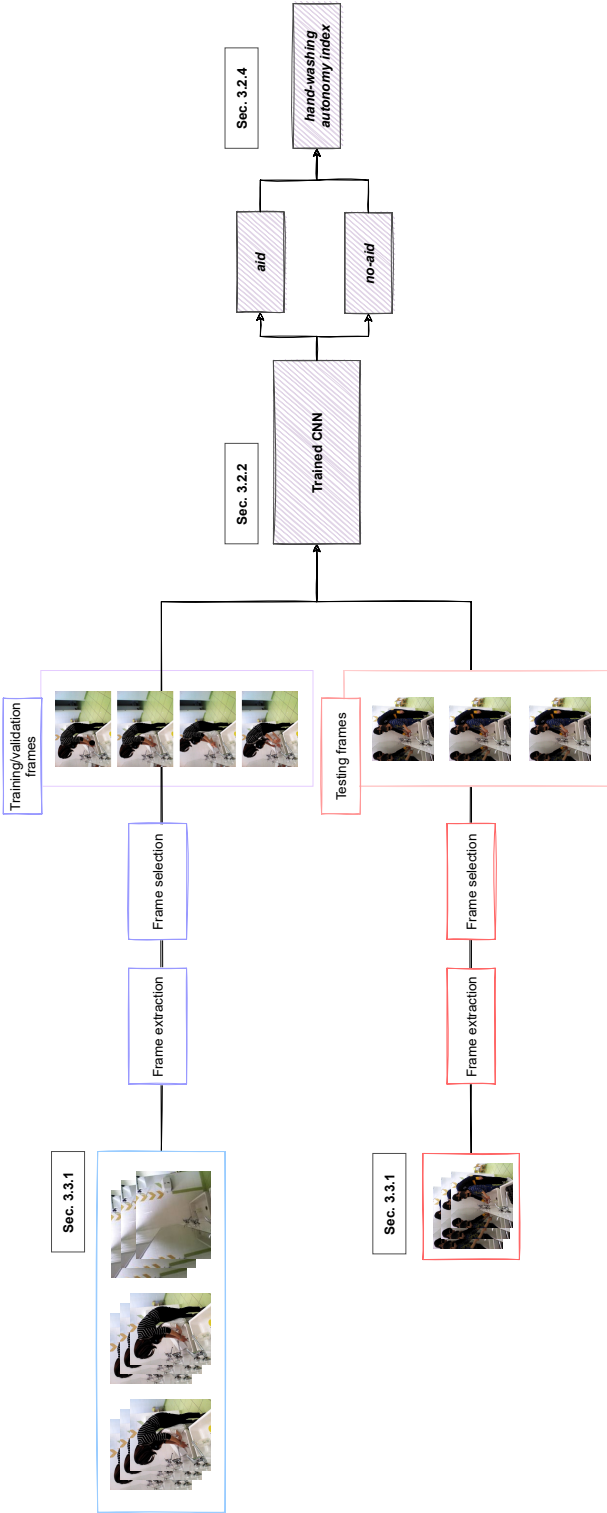 Sec. 3.3.1
Frame extraction
Frame selection
Training/validation
frames
Sec. 3.3.1
Frame extraction
Frame selection
Testing frames
Sec. 3.2.2
Trained CNN
aid
no-aid
Sec. 3.2.4
hand-washing
autonomy index